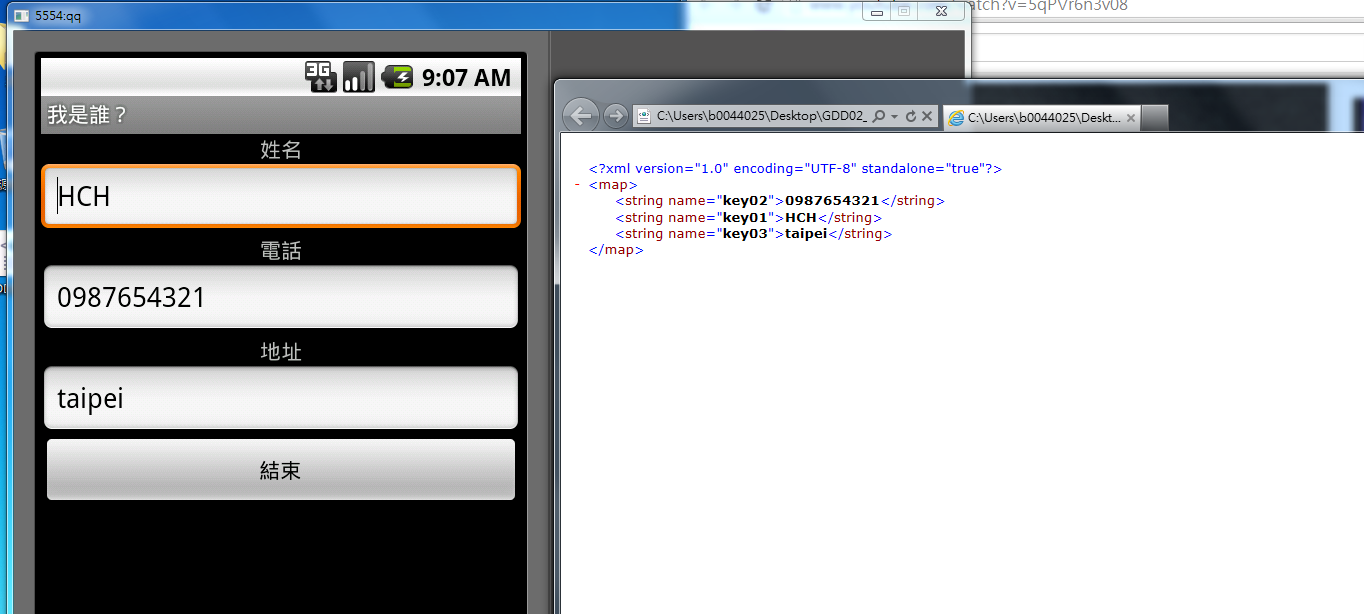 5554:qq
atch?v=5qPVr6n3v08
3G
9:07 AM
我是誰？
姓名
HCH
電話
0987654321
地址
taipei
結束
C:\Users\b0044025\Desktop\GDD02_
C:\Users\b0044025\Deskt...
<?xml version="1.0" encoding="UTF-8" standalone="true"?>
- <map>
<string name="key02">0987654321</string>
<string name="key01">HCH</string>
<string name="key03">taipei</string>
</map>